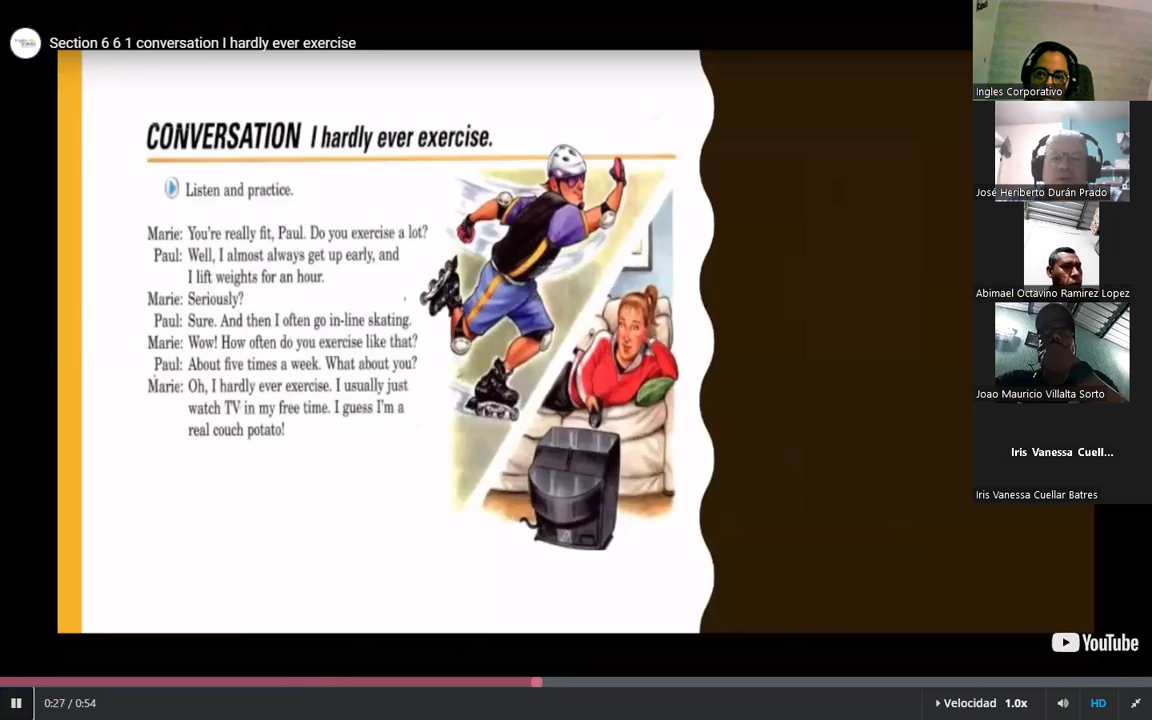 Section 6 6 1 conversation I hardly ever exercise
CONVERSATION I hardly ever exercise.
Listen and practice.
Marie: You're really fit, Paul. Do you exercise a lot?
Paul: Well, I almost always get up early, and
I lift weights for an hour.
Marie: Seriously?
Paul: Sure. And then I often go in-line skating.
Marie: Wow! How often do you exercise like that?
Paul: About five times a week. What about you?
Marie: Oh, I hardly ever exercise. I usually just
watch TV in my free time. I guess I'm a
real couch potato!
Ingles Corporativo
José Heriberto Durán Prado
Abimael Octavino Ramirez Lopez
Joao Mauricio Villalta Sorto
Iris Vanessa Cuell...
Iris Vanessa Cuellar Batres
YouTube
0:27 / 0:54
Velocidad 1.0x
HD